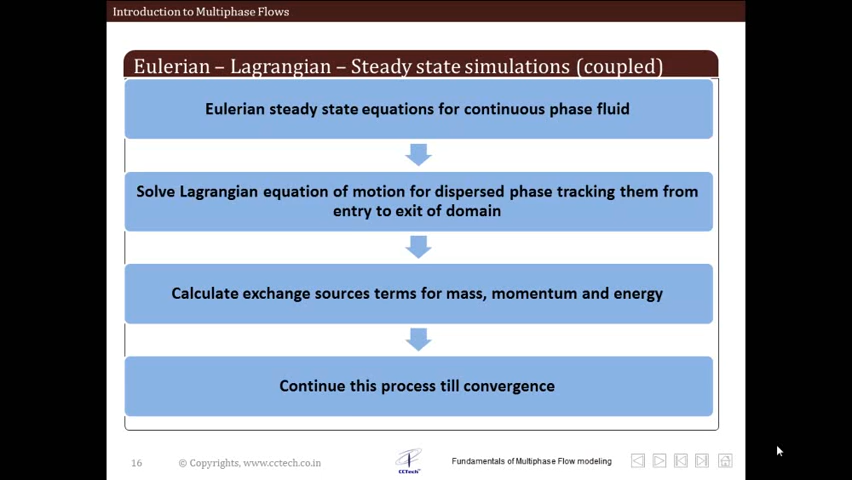 Introduction to Multiphase Flows
Eulerian – Lagrangian – Steady state simulations (coupled)
Eulerian steady state equations for continuous phase fluid
Solve Lagrangian equation of motion for dispersed phase tracking them from
entry to exit of domain
Calculate exchange sources terms for mass, momentum and energy
Continue this process till convergence
16
© Copyrights, www.cctech.co.in
CCTech
Fundamentals of Multiphase Flow modeling